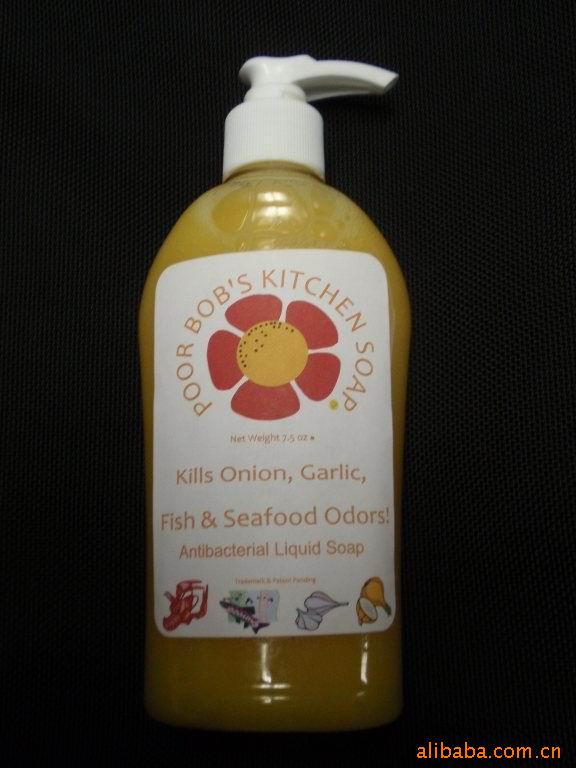 POOR BOB'S KITCHEN SOAP
Net Weight 7.5 oz
Kills Onion, Garlic,
Fish & Seafood Odors!
Antibacterial Liquid Soap
Trademark & Patent Pending
alibaba.com.cn